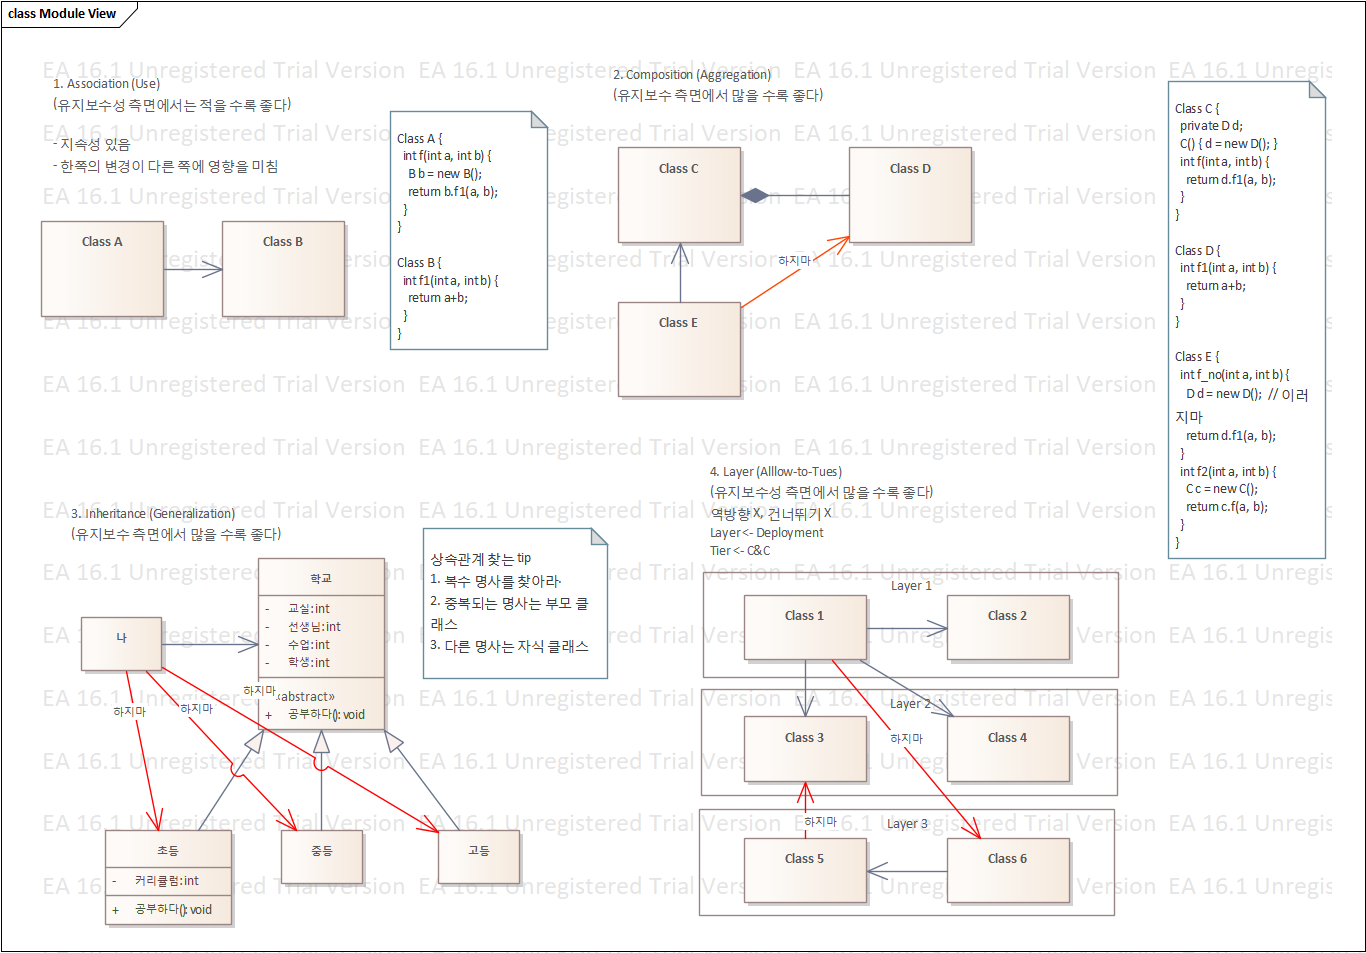 class Module View
1. Association (Use)
(유지보수성 측면에서는 적을 수록 좋다)
- 지속성 있음
- 한쪽의 변경이 다른 쪽에 영향을 미침
Class A
Class B
Class A {
int f(int a, int b) {
B b = new B();
return b.f1(a, b);
}
}
Class B {
int f1(int a, int b) {
return a+b;
}
}
2. Composition (Aggregation)
(유지보수 측면에서 많을 수록 좋다)
Class C
Class D
하지마
Class E
Class C {
private D d;
C() { d = new D(); }
int f(int a, int b) {
return d.f1(a, b);
}
}
Class D {
int f1(int a, int b) {
return a+b;
}
}
Class E {
int f_no(int a, int b) {
D d = new D(); // 이러
지마
return d.f1(a, b);
}
int f2(int a, int b) {
C c = new C();
return c.f(a, b);
}
}
3. Inheritance (Generalization)
(유지보수 측면에서 많을 수록 좋다)
나
학교
- 교실: int
- 선생님: int
- 수업: int
- 학생: int
«abstract»
+ 공부하다(): void
하지마
하지마
하지마
초등
- 커리큘럼: int
+ 공부하다(): void
중등
고등
상속관계 찾는 tip
1. 복수 명사를 찾아라.
2. 중복되는 명사는 부모 클
래스
3. 다른 명사는 자식 클래스
4. Layer (Alllow-to-Tues)
(유지보수성 측면에서 많을 수록 좋다)
역방향 X, 건너뛰기 X
Layer <- Deployment
Tier <- C&C
Layer 1
Class 1
Class 2
Layer 2
Class 3
Class 4
하지마
하지마
Layer 3
Class 5
Class 6
EA 16.1 Unregistered Trial Version